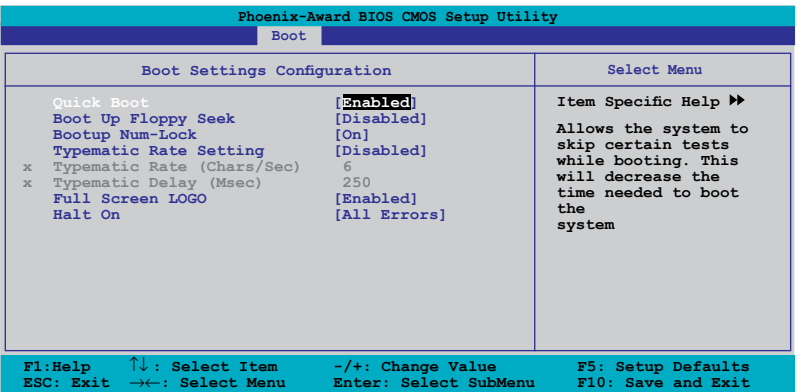 Phoenix-Award BIOS CMOS Setup Utility
Boot
Boot Settings Configuration
Select Menu
Quick Boot [Enabled]
Boot Up Floppy Seek [Disabled]
Bootup Num-Lock [On]
Typematic Rate Setting [Disabled]
x Typematic Rate (Chars/Sec) 6
x Typematic Delay (Msec) 250
Full Screen LOGO [Enabled]
Halt On [All Errors]
Item Specific Help ▶▶
Allows the system to
skip certain tests
while booting. This
will decrease the
time needed to boot
the
system
F1:Help ↑↓: Select Item -/+: Change Value F5: Setup Defaults
ESC: Exit →←: Select Menu Enter: Select SubMenu F10: Save and Exit